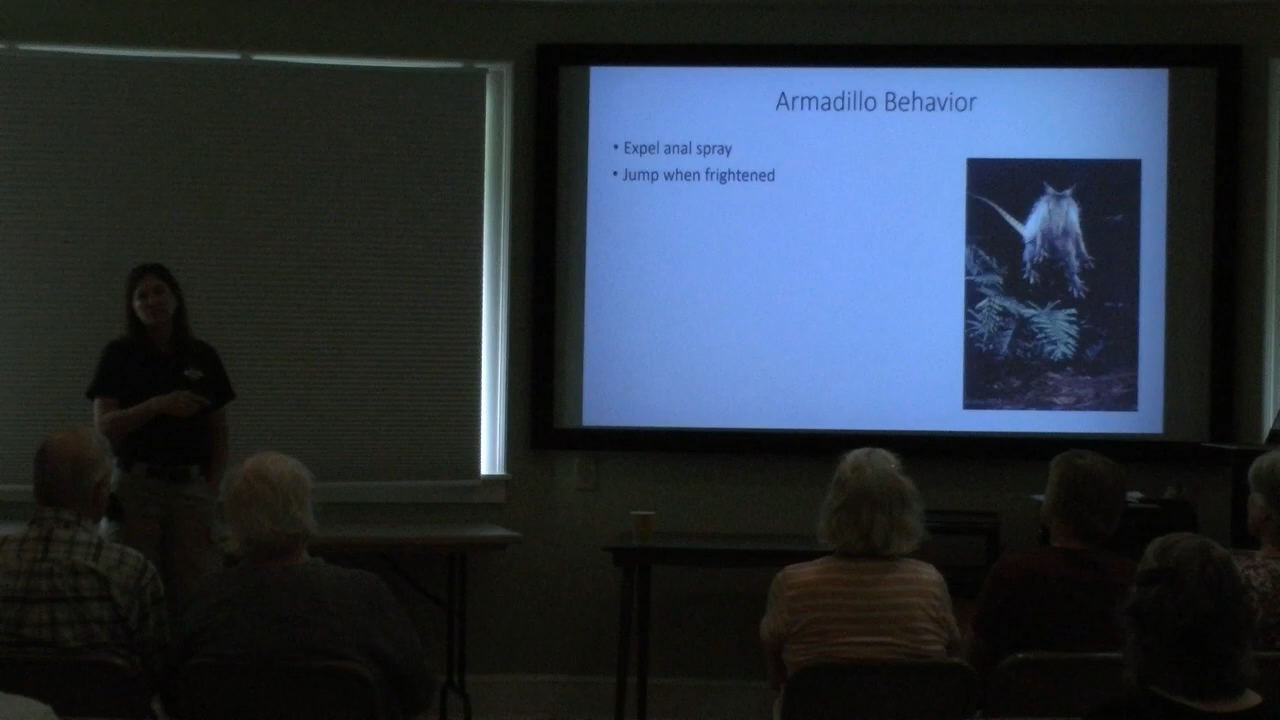 Armadillo Behavior
• Expel anal spray
• Jump when frightened